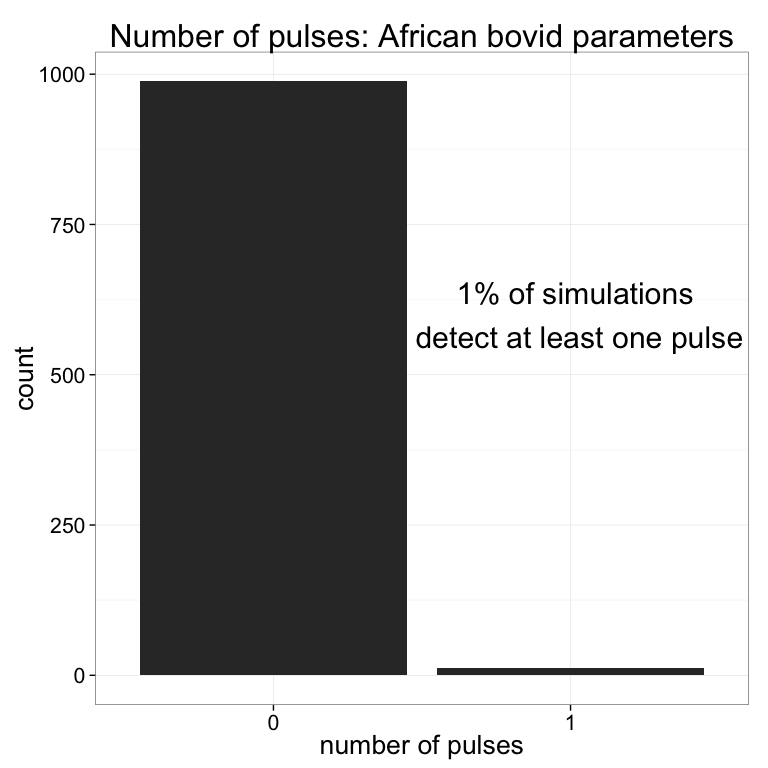 Number of pulses: African bovid parameters
1000
750
500
250
0
count
1% of simulations
detect at least one pulse
0
1
number of pulses